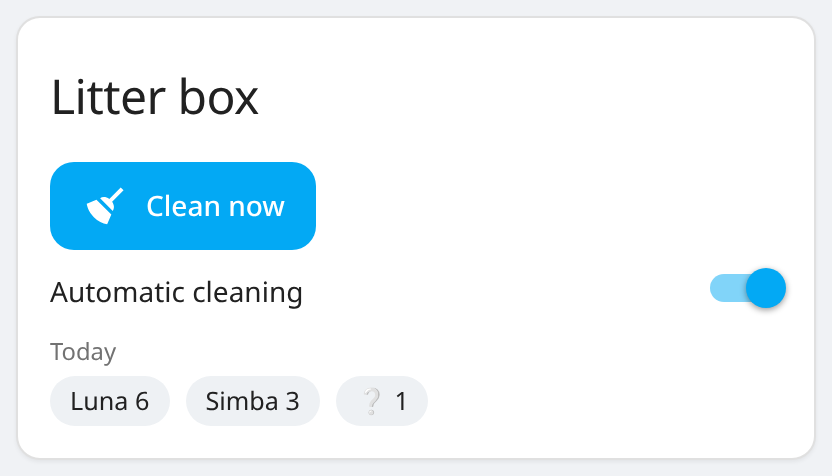 Litter box
Clean now
Automatic cleaning
Today
Luna 6 Simba 3 ❔ 1